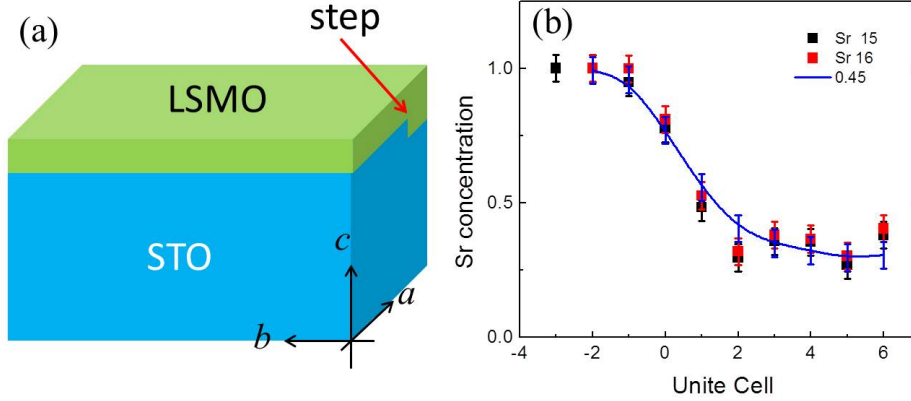 (a)
step
LSMO
STO
c
a
b
(b)
Sr 15
Sr 16
0.45
Sr concentration
1.0
0.5
0.0
-4 -2 0 2 4 6
Unite Cell